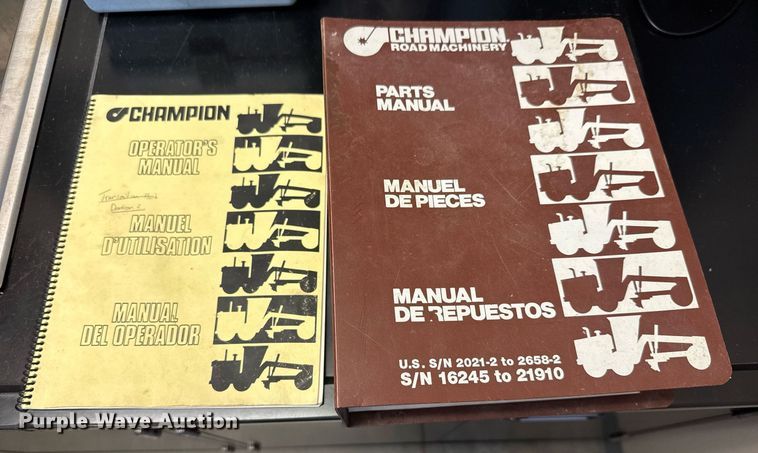 CHAMPION
OPERATOR'S
MANUAL
MANUEL
D'UTILISATION
MANUAL
DEL OPERADOR
CHAMPION
ROAD MACHINERY
PARTS
MANUAL
MANUEL
DE PIECES
MANUAL
DE REPUESTOS
U.S. S/N 2021-2 to 2658-2
S/N 16245 to 21910
Purple Wave Auction